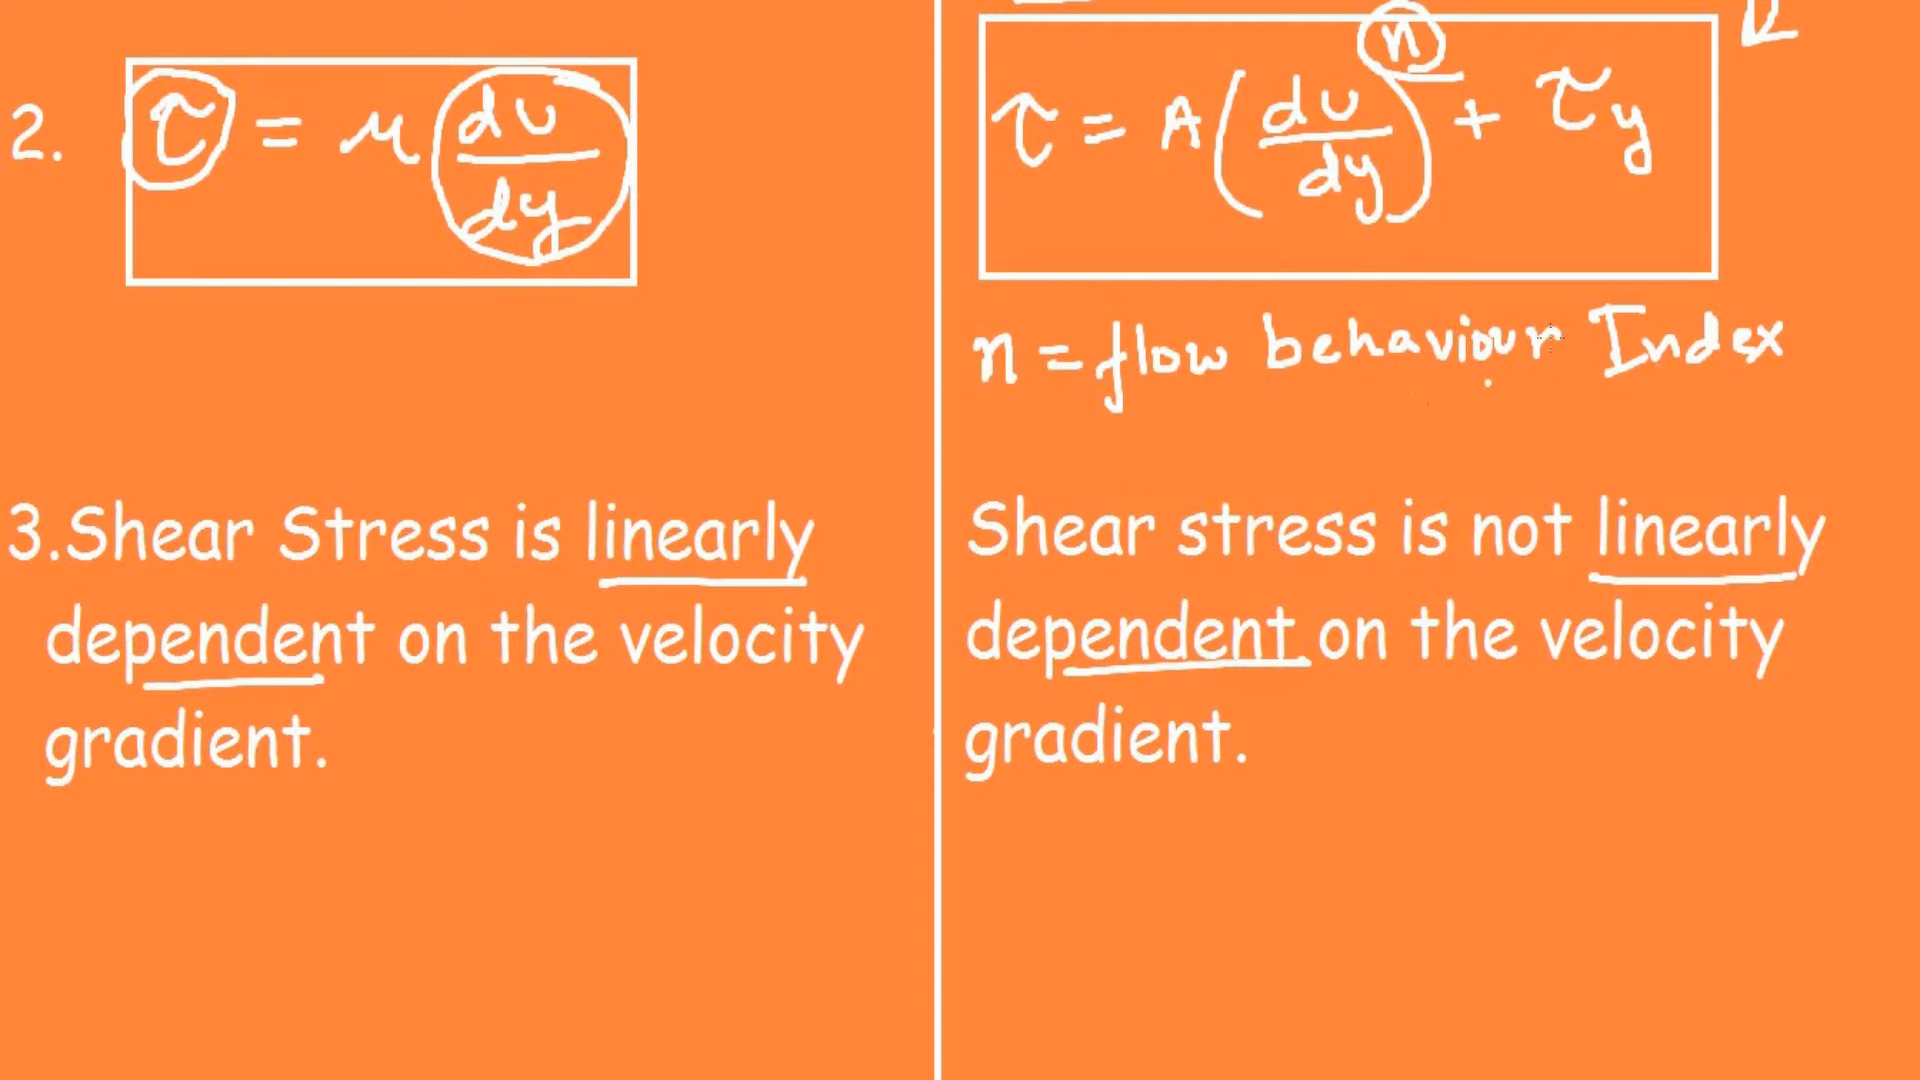 2. τ = μ du/dy
3.Shear Stress is linearly
dependent on the velocity
gradient.
τ = A(du/dy)ⁿ + τy
n = flow behaviour Index
Shear stress is not linearly
dependent on the velocity
gradient.